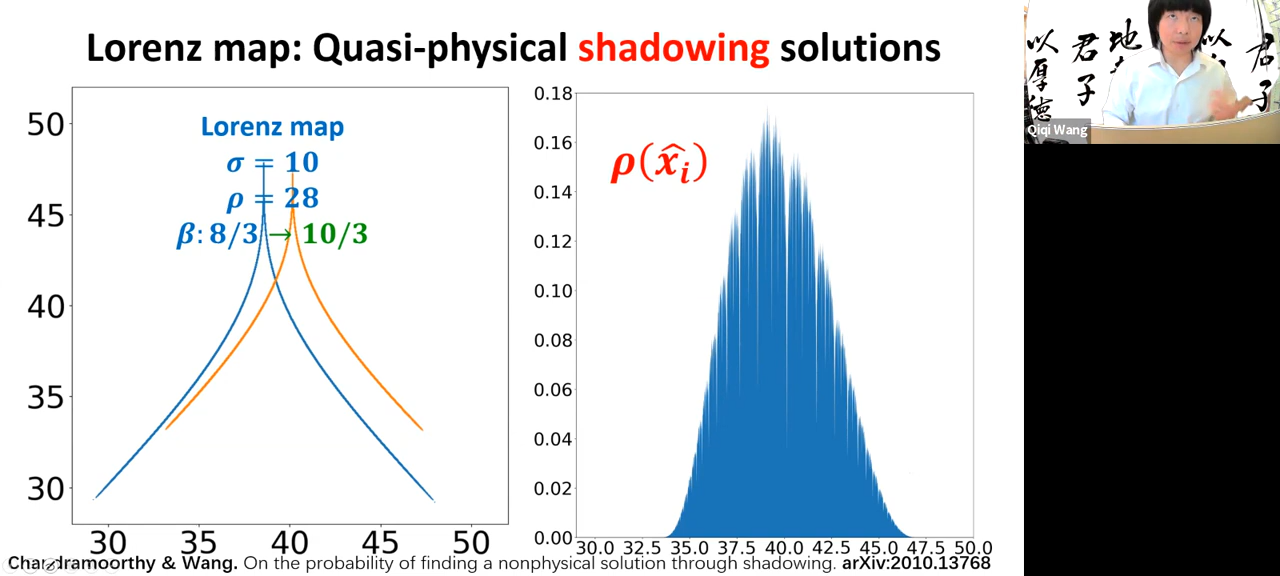 Lorenz map: Quasi-physical shadowing solutions
Lorenz map
σ = 10
ρ = 28
β: 8/3 → 10/3
50
45
40
35
30
30 35 40 45 50
ρ(x̂ᵢ)
0.18
0.16
0.14
0.12
0.10
0.08
0.06
0.04
0.02
0.00
30.0 32.5 35.0 37.5 40.0 42.5 45.0 47.5 50.0
Chandramoorthy & Wang. On the probability of finding a nonphysical solution through shadowing. arXiv:2010.13768
以厚德
君子
地
以
君子
Qiqi Wang